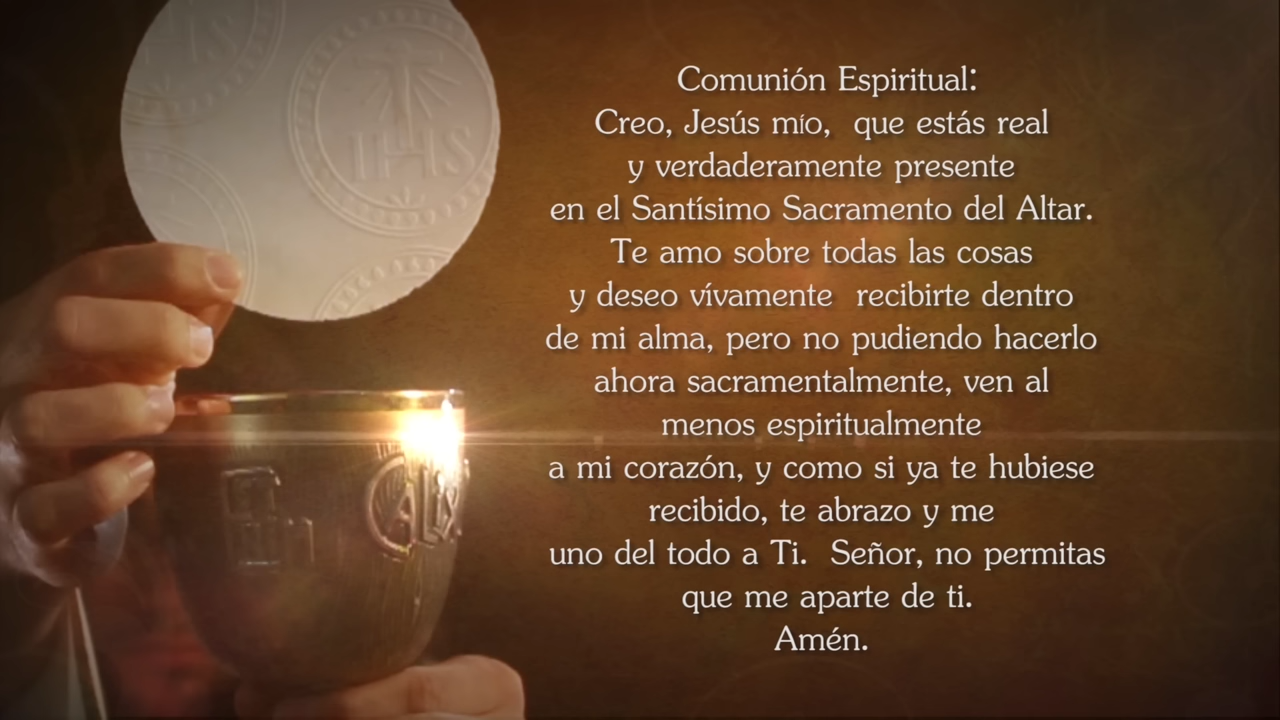 IHS
Comunión Espiritual:
Creo, Jesús mío,  que estás real
y verdaderamente presente
en el Santísimo Sacramento del Altar.
Te amo sobre todas las cosas
y deseo vívamente  recibirte dentro
de mi alma, pero no pudiendo hacerlo
ahora sacramentalmente, ven al
menos espiritualmente
a mi corazón, y como si ya te hubiese
recibido, te abrazo y me
uno del todo a Ti.  Señor, no permitas
que me aparte de ti.
Amén.